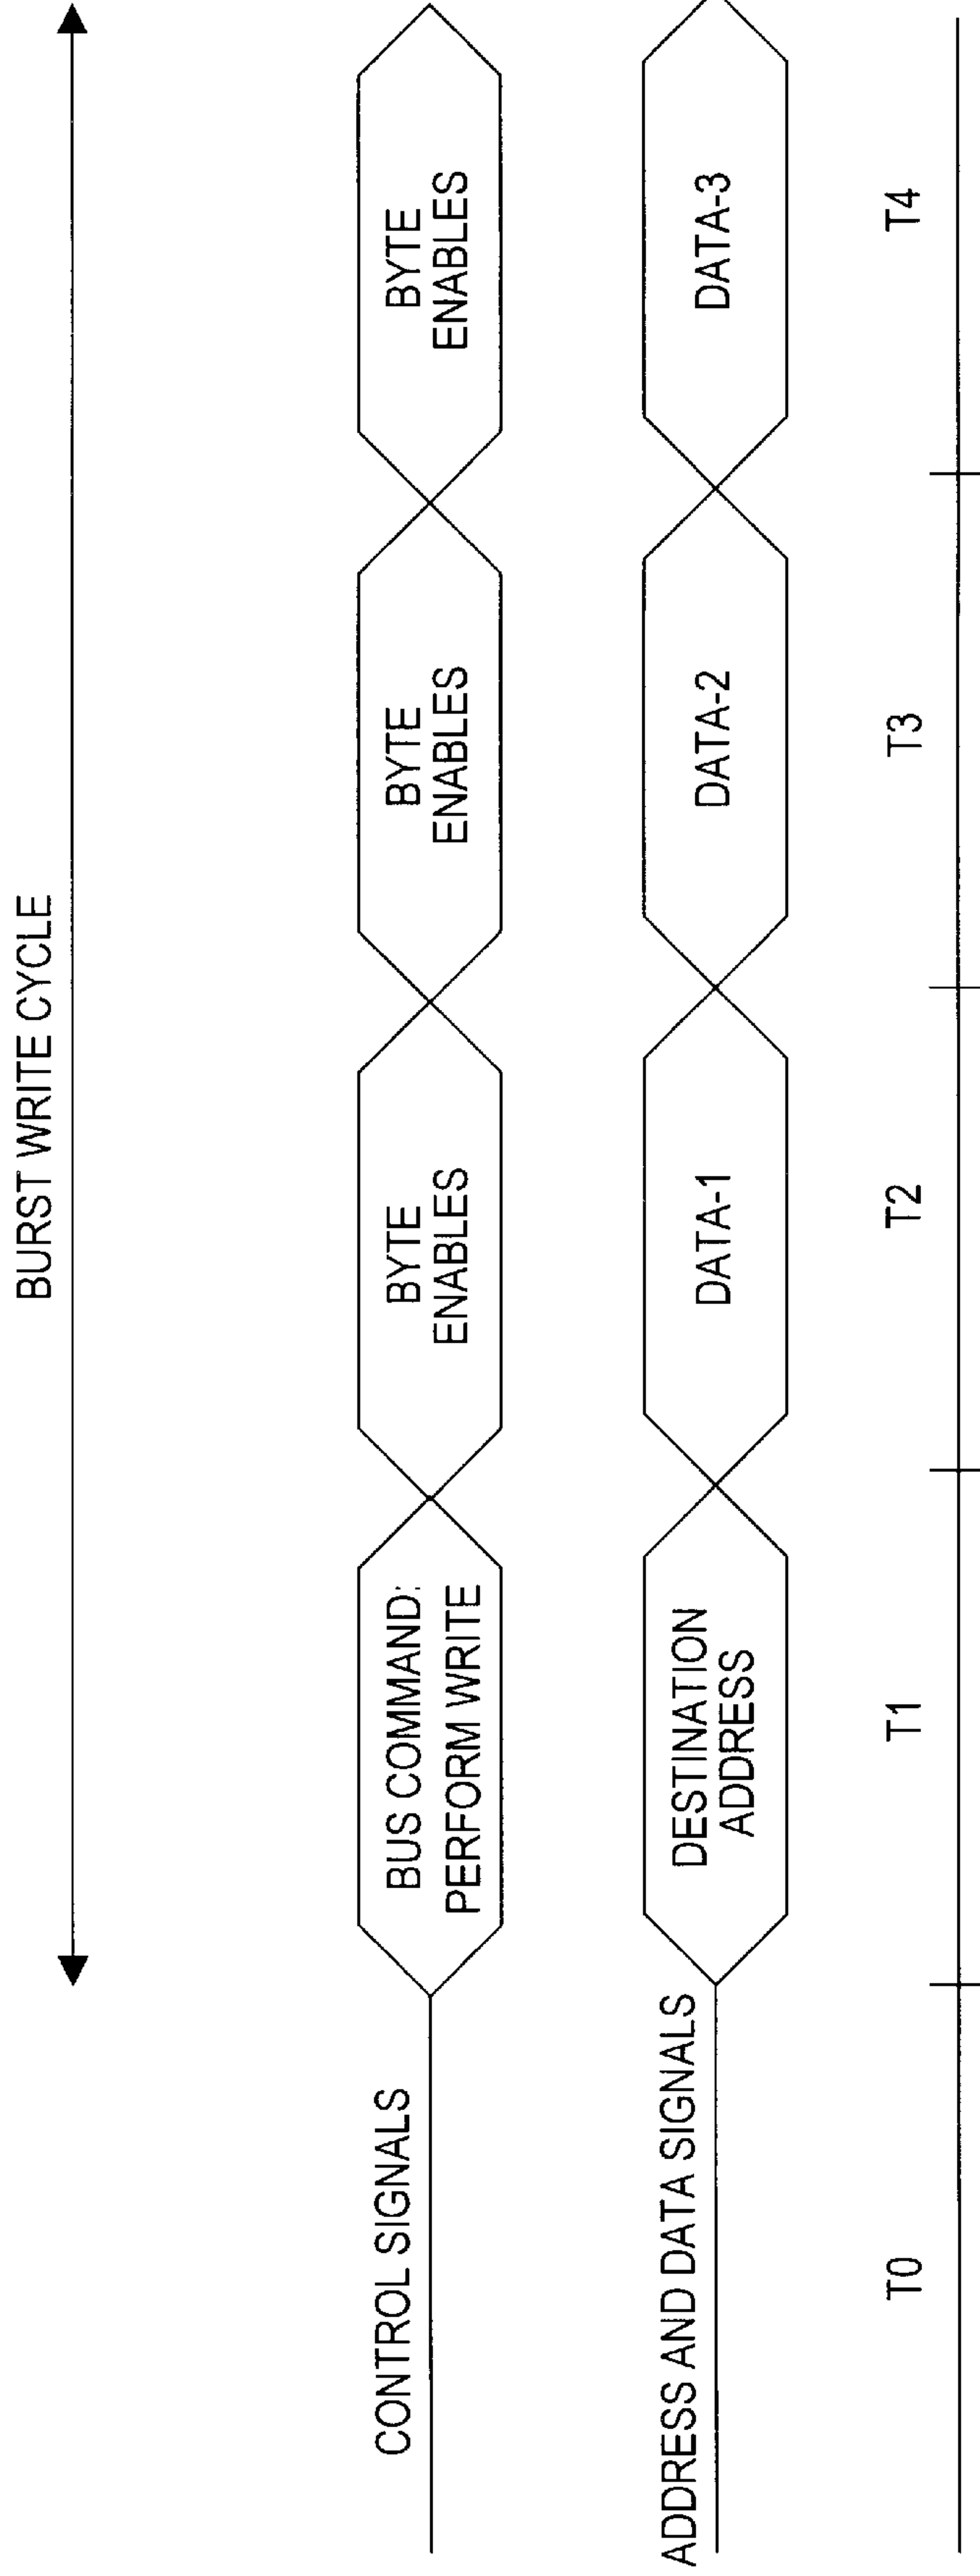 BURST WRITE CYCLE
CONTROL SIGNALS
BUS COMMAND:
PERFORM WRITE
BYTE
ENABLES
BYTE
ENABLES
BYTE
ENABLES
ADDRESS AND DATA SIGNALS
DESTINATION
ADDRESS
DATA-1
DATA-2
DATA-3
T0
T1
T2
T3
T4